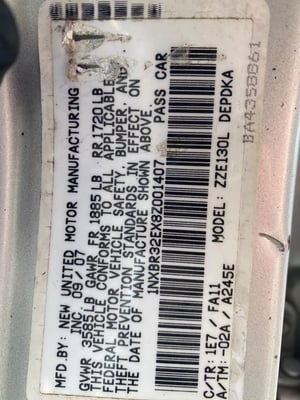 MFD.BY: NEW UNITED MOTOR MANUFACTURING
INC. 09/07
GVWR 3585LB GAWR FR 1885LB RR 1720LB
THIS VEHICLE CONFORMS TO ALL APPLICABLE
FEDERAL MOTOR VEHICLE SAFETY, BUMPER, AND
THEFT PREVENTION STANDARDS IN EFFECT ON
THE DATE OF MANUFACTURE SHOWN ABOVE.
1NXBR32EX8Z001407 PASS CAR
C/TR: 1E7 / FA11 MODEL: ZZE130L DEPDKA
A/TM: -02A / A245E
BA4358861